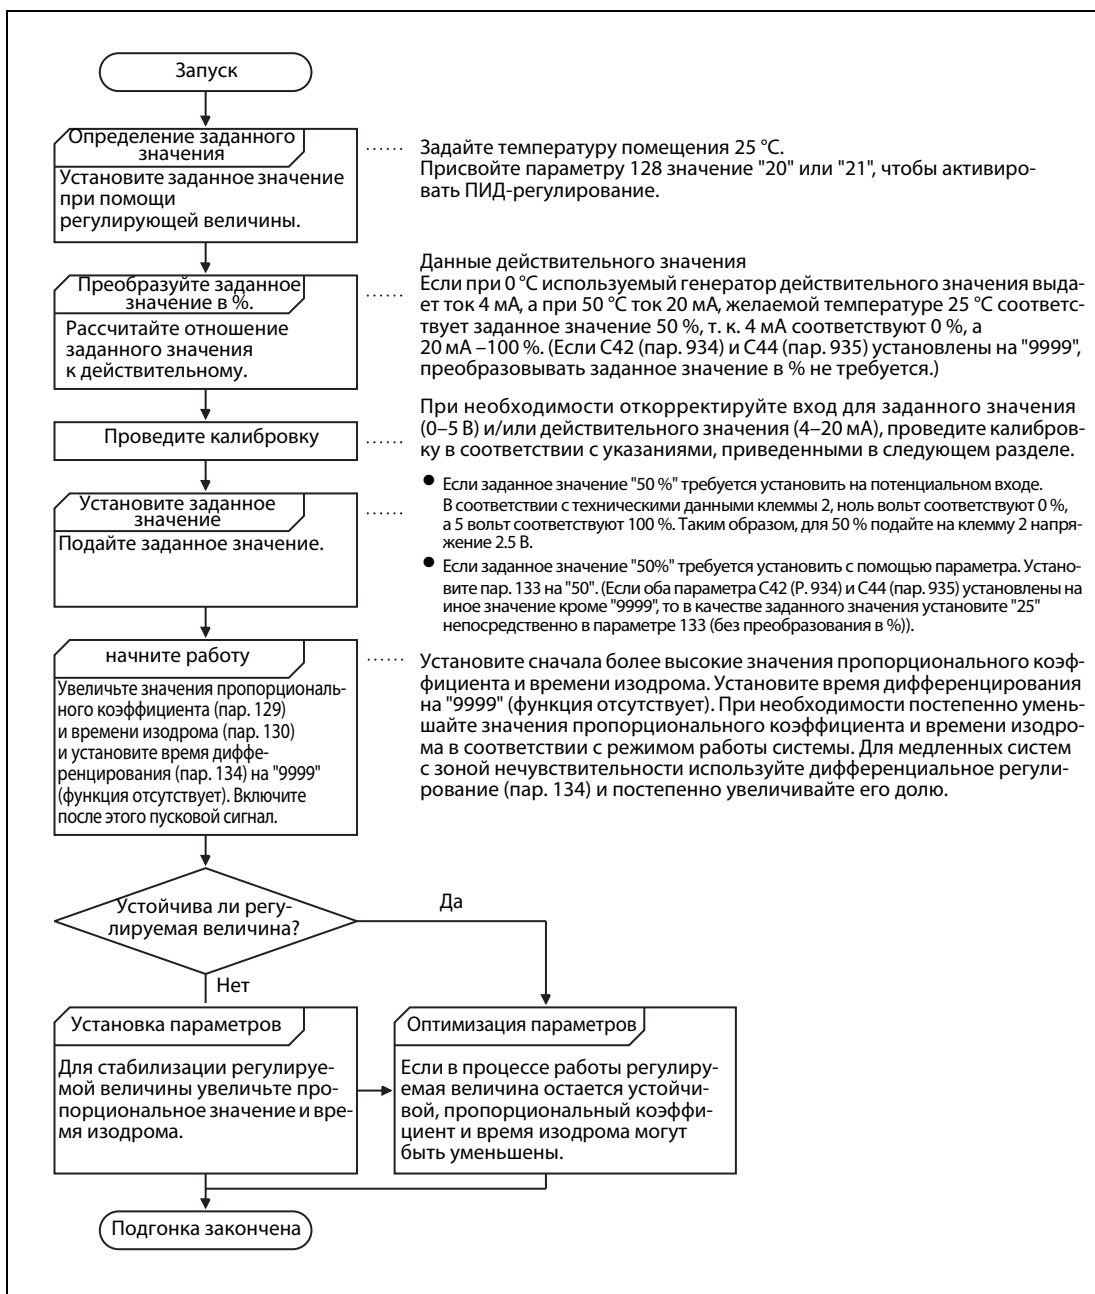 Запуск
Определение заданного
значения
Установите заданное значение
при помощи
регулирующей величины.
Задайте температуру помещения 25 °C.
Присвойте параметру 128 значение "20" или "21", чтобы активиро-
вать ПИД-регулирование.
Преобразуйте заданное
значение в %.
Рассчитайте отношение
заданного значения
к действительному.
Данные действительного значения
Если при 0 °C используемый генератор действительного значения выда-
ет ток 4 мА, а при 50 °C ток 20 мА, желаемой температуре 25 °C соответс-
твует заданное значение 50 %, т. к. 4 мА соответствуют 0 %, а
20 мА –100 %. (Если C42 (пар. 934) и C44 (пар. 935) установлены на "9999",
преобразовывать заданное значение в % не требуется.)
Проведите калибровку
При необходимости откорректируйте вход для заданного значения
(0–5 В) и/или действительного значения (4–20 мА), проведите калибров-
ку в соответствии с указаниями, приведенными в следующем разделе.
Установите заданное
значение
Подайте заданное значение.
● Если заданное значение "50 %" требуется установить на потенциальном входе.
В соответствии с техническими данными клеммы 2, ноль вольт соответствуют 0 %,
а 5 вольт соответствуют 100 %. Таким образом, для 50 % подайте на клемму 2 напря-
жение 2.5 В.
● Если заданное значение "50%" требуется установить с помощью параметра. Устано-
вите пар. 133 на "50". (Если оба параметра C42 (P. 934) и C44 (пар. 935) установлены на
иное значение кроме "9999", то в качестве заданного значения установите "25"
непосредственно в параметре 133 (без преобразования в %)).
начните работу
Увеличьте значения пропорциональ-
ного коэффициента (пар. 129)
и времени изодрома (пар. 130)
и установите время диффе-
ренцирования (пар. 134) на "9999"
(функция отсутствует). Включите
после этого пусковой сигнал.
Установите сначала более высокие значения пропорционального коэф-
фициента и времени изодрома. Установите время дифференцирования
на "9999" (функция отсутствует). При необходимости постепенно умень-
шайте значения пропорционального коэффициента и времени изодро-
ма в соответствии с режимом работы системы. Для медленных систем
с зоной нечувствительности используйте дифференциальное регули-
рование (пар. 134) и постепенно увеличивайте его долю.
Устойчива ли регу-
лируемая величина?
Да
Нет
Установка параметров
Для стабилизации регулируе-
мой величины увеличьте про-
порциональное значение и вре-
мя изодрома.
Оптимизация параметров
Если в процессе работы регулиру-
емая величина остается устойчи-
вой, пропорциональный коэффи-
циент и время изодрома могут
быть уменьшены.
Подгонка закончена